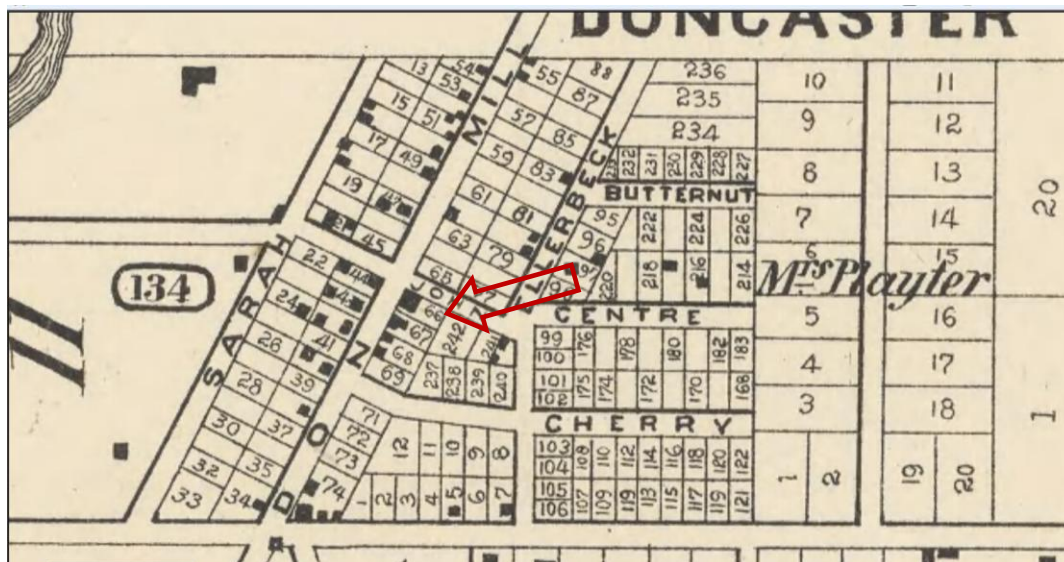 DUNCASTER
13 54 55 88 236 10 11
53 87 235
15 51 57 85 234 9 12
17 49 59 83 232 231 230 229 228 227 8 13 20
BUTTERNUT
19 61 81 95 222 224 226 7 14
45 63 79 96 218 216 214 6 15
Mrs Playter
SARAH
MILL
DON
ELLERBECK
134
22 44 65 220
CENTRE
24 43 66 242 241 99 176 178 180 182 183 5 16
26 41 67 100
68 4 17
28 39 69 237 238 239 240 101 175 174 172 170 168
102 3 18 1
CHERRY
30 37 71 12 11 10 9 8 103 108 110 112 114 116 118 120 122
72 104
32 35 73 105 1 2 19 20
33 34 74 1 2 3 4 5 6 7 106 107 109 119 113 115 117 119 121